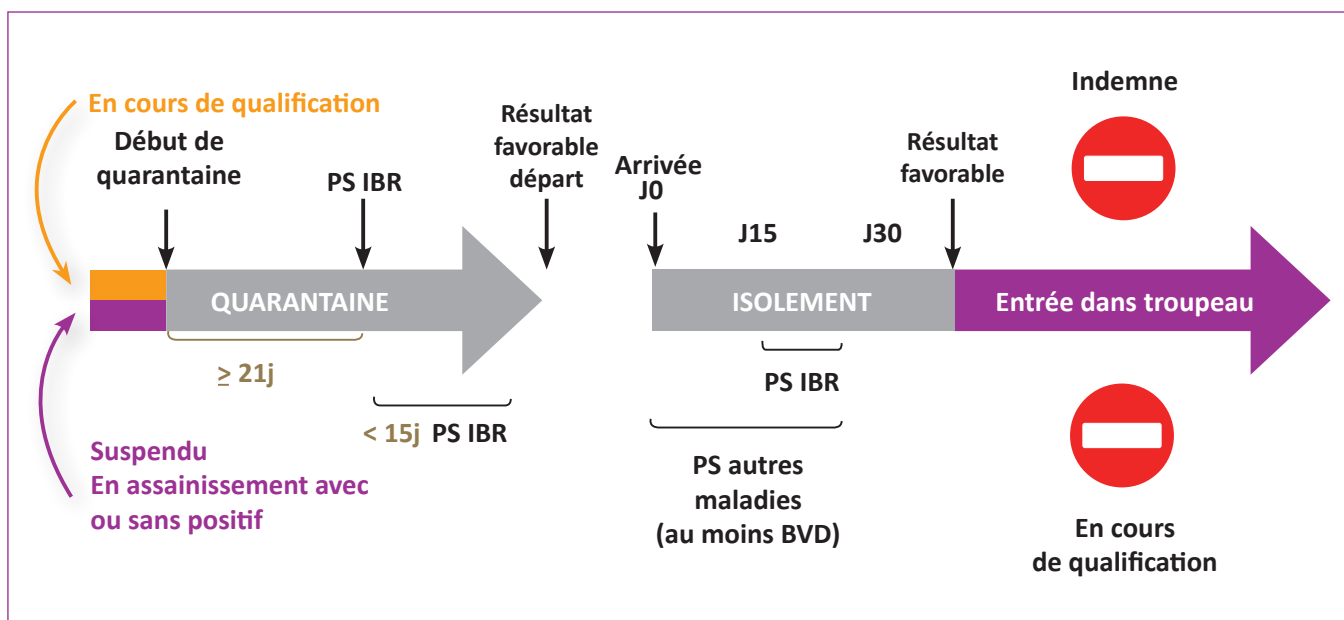 En cours de qualification
Début de
quarantaine
PS IBR
Résultat
favorable
départ
Arrivée
J0
J15
J30
Résultat
favorable
Indemne
QUARANTAINE
ISOLEMENT
Entrée dans troupeau
≥ 21j
< 15j PS IBR
PS IBR
Suspendu
En assainissement avec
ou sans positif
PS autres
maladies
(au moins BVD)
En cours
de qualification